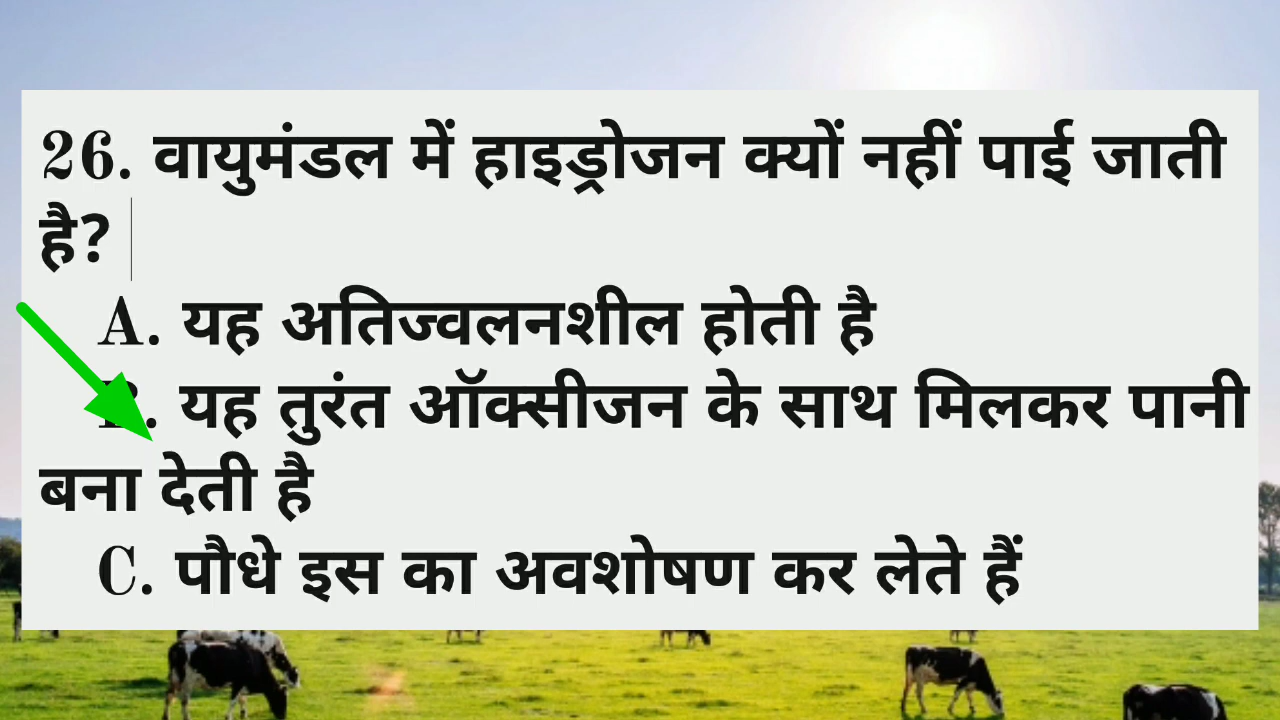 26. वायुमंडल में हाइड्रोजन क्यों नहीं पाई जाती
है?
A. यह अतिज्वलनशील होती है
B. यह तुरंत ऑक्सीजन के साथ मिलकर पानी
बना देती है
C. पौधे इस का अवशोषण कर लेते हैं